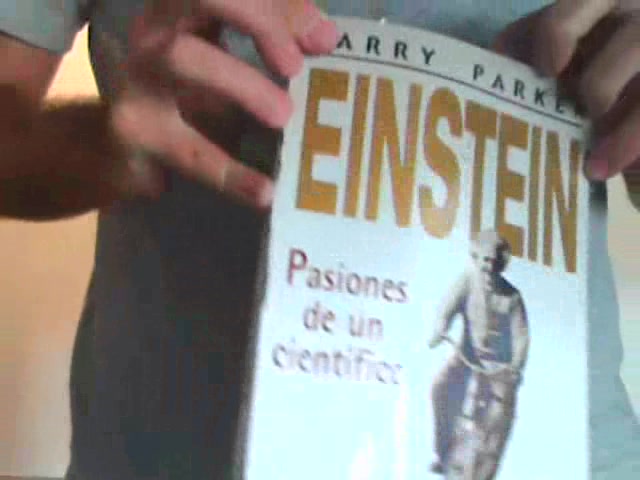 ARRY PARKE
EINSTEIN
Pasiones
de un
científico